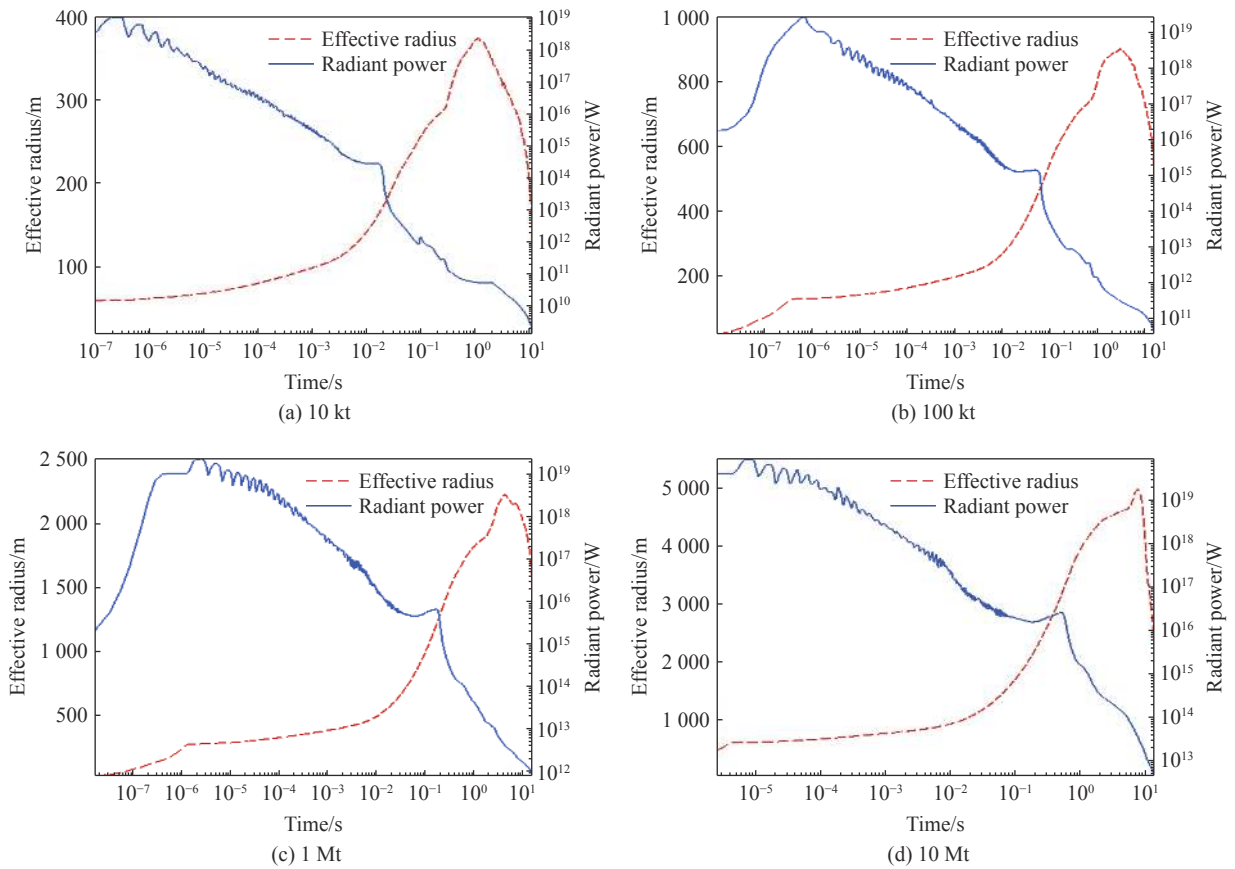 400
300
200
100
Effective radius/m
Effective radius
Radiant power
10^19
10^18
10^17
10^16
10^15
10^14
10^13
10^12
10^11
10^10
Radiant power/W
10^−7 10^−6 10^−5 10^−4 10^−3 10^−2 10^−1 10^0 10^1
Time/s
(a) 10 kt
1 000
800
600
400
200
Effective radius/m
Effective radius
Radiant power
10^19
10^18
10^17
10^16
10^15
10^14
10^13
10^12
10^11
Radiant power/W
10^−7 10^−6 10^−5 10^−4 10^−3 10^−2 10^−1 10^0 10^1
Time/s
(b) 100 kt
2 500
2 000
1 500
1 000
500
Effective radius/m
Effective radius
Radiant power
10^19
10^18
10^17
10^16
10^15
10^14
10^13
10^12
Radiant power/W
10^−7 10^−6 10^−5 10^−4 10^−3 10^−2 10^−1 10^0 10^1
Time/s
(c) 1 Mt
5 000
4 000
3 000
2 000
1 000
Effective radius/m
Effective radius
Radiant power
10^19
10^18
10^17
10^16
10^15
10^14
10^13
Radiant power/W
10^−5 10^−4 10^−3 10^−2 10^−1 10^0 10^1
Time/s
(d) 10 Mt